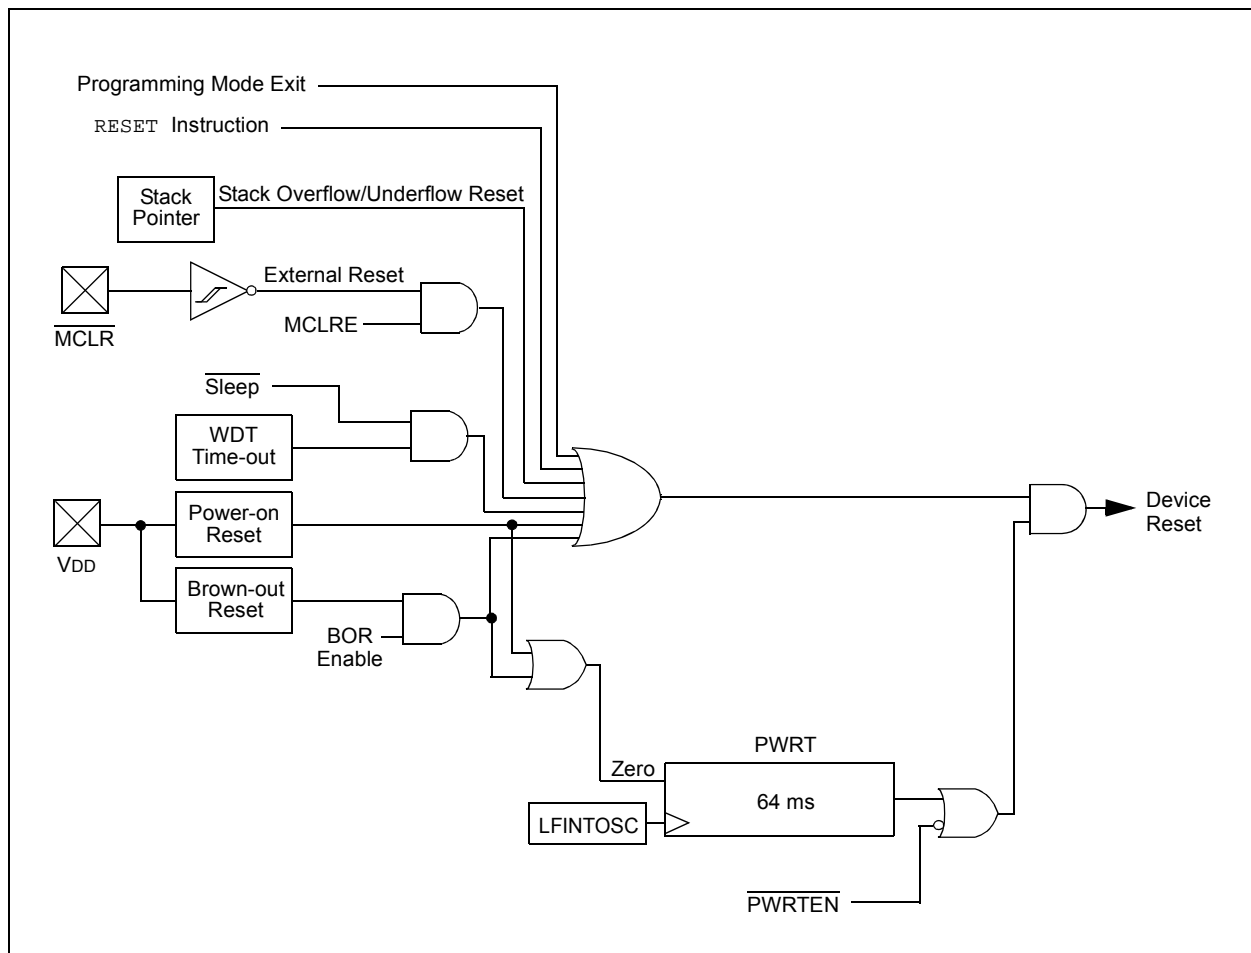 Programming Mode Exit
RESET Instruction
Stack
Pointer
Stack Overflow/Underflow Reset
External Reset
MCLR
MCLRE
Sleep
WDT
Time-out
VDD
Power-on
Reset
Brown-out
Reset
BOR
Enable
Device
Reset
PWRT
Zero
64 ms
LFINTOSC
PWRTEN